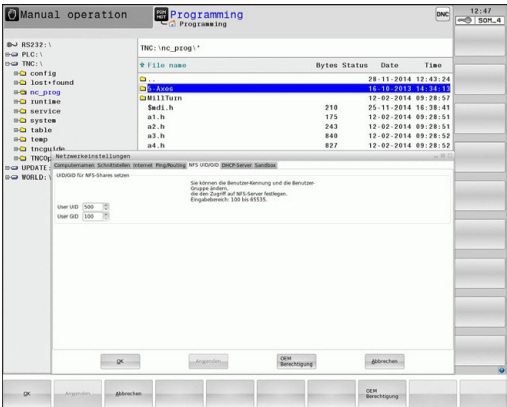 Manual operation
PGM
MGT
Programming
Programming
DNC
12:47
SOM_4
RS232:\
PLC:\
TNC:\
config
lost+found
nc_prog
runtime
service
system
table
temp
tncguide
UPDATE:
WORLD:\
TNC:\nc_prog\*
File name Bytes Status Date Time
.. 28-11-2014 12:43:24
5-Axes 16-10-2013 14:34:13
MillTurn 12-02-2014 09:28:57
$mdi.h 210 25-11-2014 16:38:41
a1.h 175 12-02-2014 09:28:51
a2.h 243 12-02-2014 09:28:51
a3.h 840 12-02-2014 09:28:52
a4.h 827 12-02-2014 09:28:52
Netzwerkeinstellungen
Computernamen Schnittstellen Internet Ping/Routing NFS UID/GID DHCP-Server Sandbox
UID/GID für NFS-Shares setzen
Sie können die Benutzer-Kennung und die Benutzer-
Gruppe ändern,
die den Zugriff auf NFS-Server festlegen.
Eingabebereich: 100 bis 65535.
User UID 500
User GID 100
OK Anwenden OEM Berechtigung Abbrechen
OK Anwenden Abbrechen OEM Berechtigung